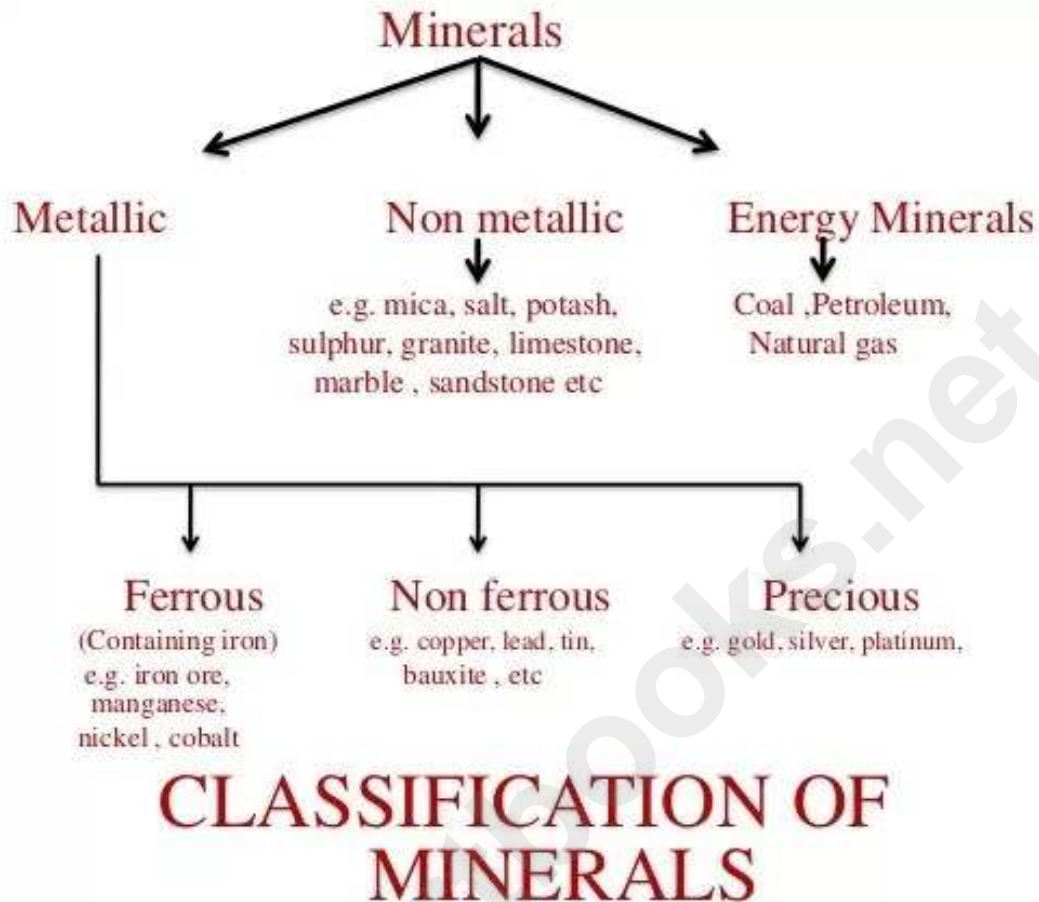 Minerals
Metallic
Non metallic
e.g. mica, salt, potash,
sulphur, granite, limestone,
marble , sandstone etc
Energy Minerals
Coal ,Petroleum,
Natural gas
Ferrous
(Containing iron)
e.g. iron ore,
manganese,
nickel , cobalt
Non ferrous
e.g. copper, lead, tin,
bauxite , etc
Precious
e.g. gold, silver, platinum,
CLASSIFICATION OF
MINERALS